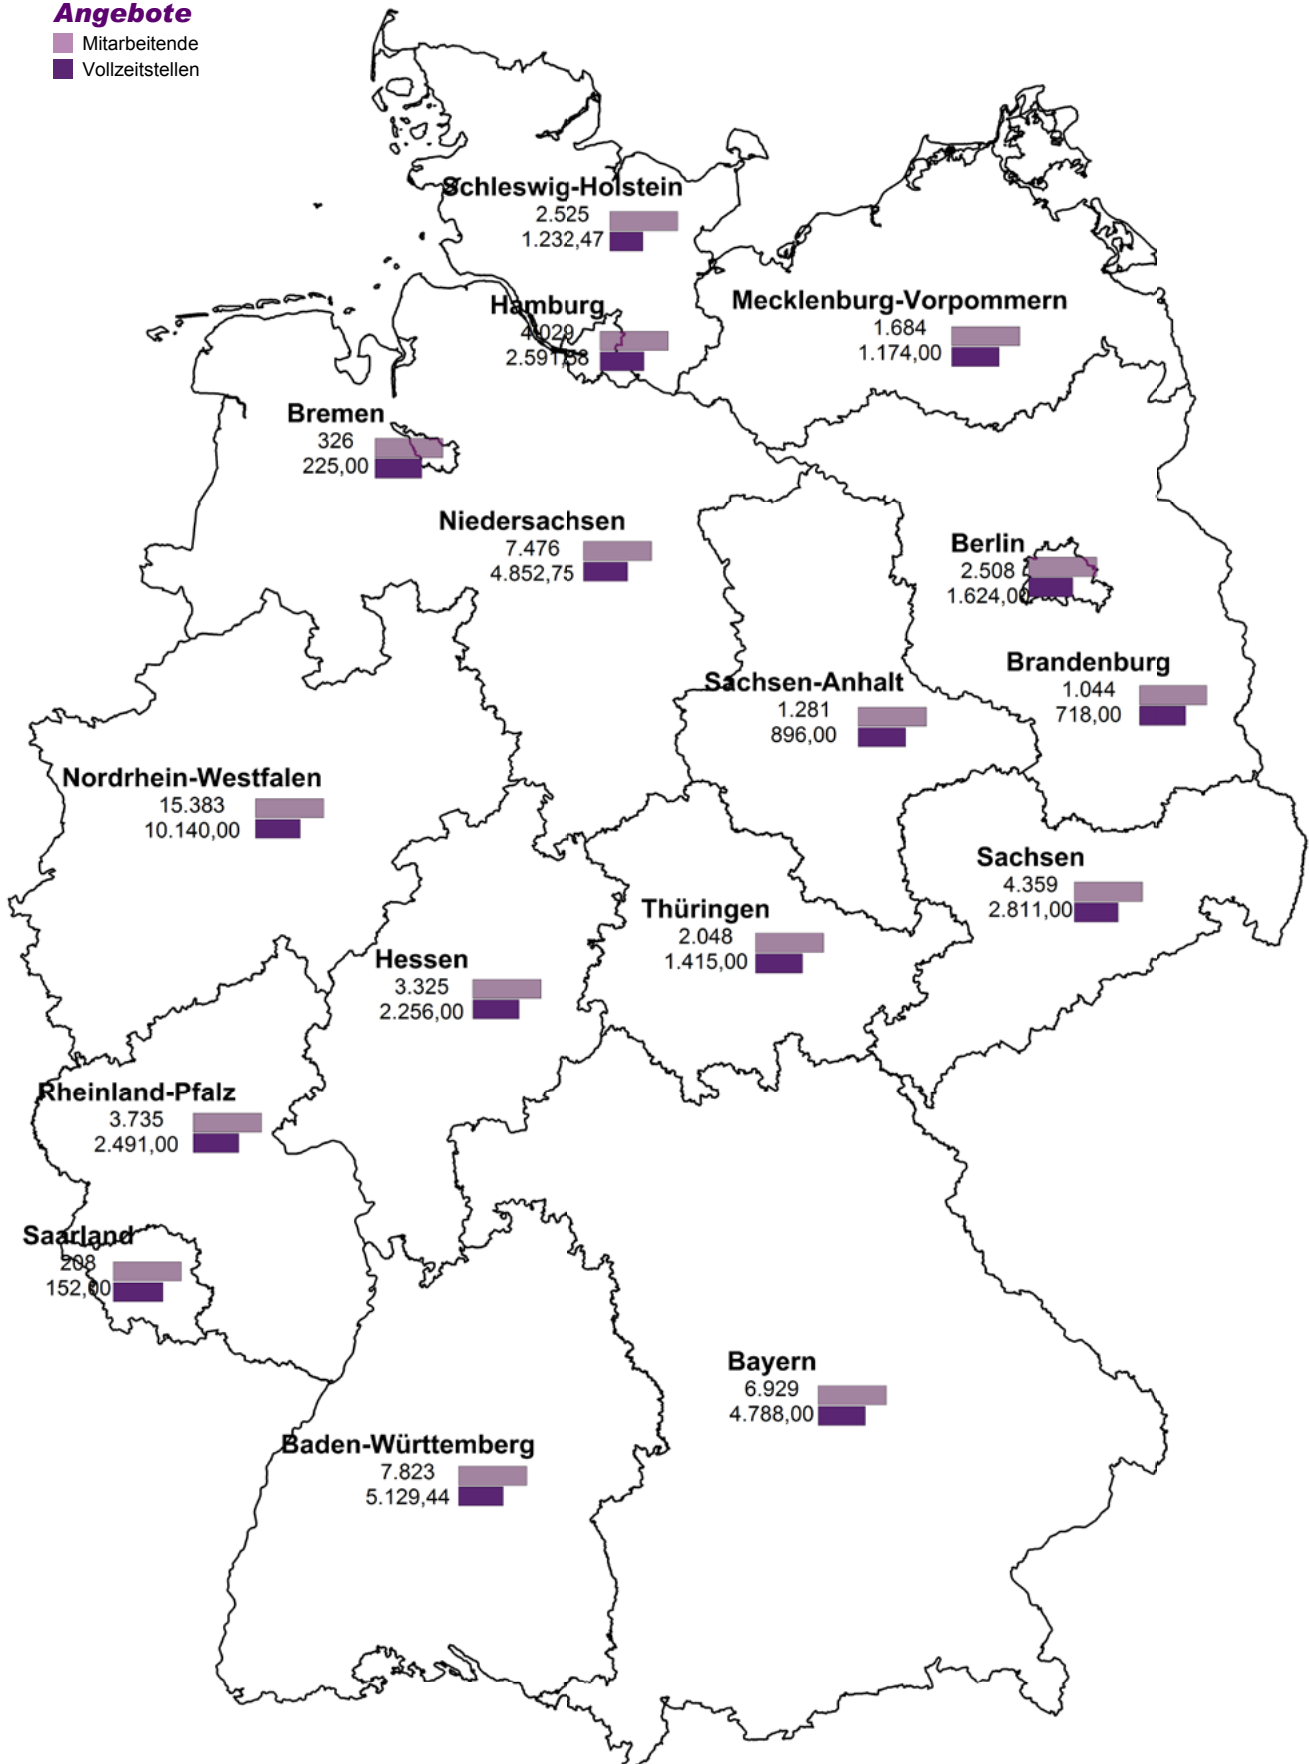 Angebote
Mitarbeitende
Vollzeitstellen
Schleswig-Holstein
2.525
1.232,47
Hamburg
4.029
2.591,58
Mecklenburg-Vorpommern
1.684
1.174,00
Bremen
326
225,00
Niedersachsen
7.476
4.852,75
Berlin
2.508
1.624,00
Brandenburg
1.044
718,00
Sachsen-Anhalt
1.281
896,00
Nordrhein-Westfalen
15.383
10.140,00
Sachsen
4.359
2.811,00
Thüringen
2.048
1.415,00
Hessen
3.325
2.256,00
Rheinland-Pfalz
3.735
2.491,00
Saarland
208
152,00
Bayern
6.929
4.788,00
Baden-Württemberg
7.823
5.129,44